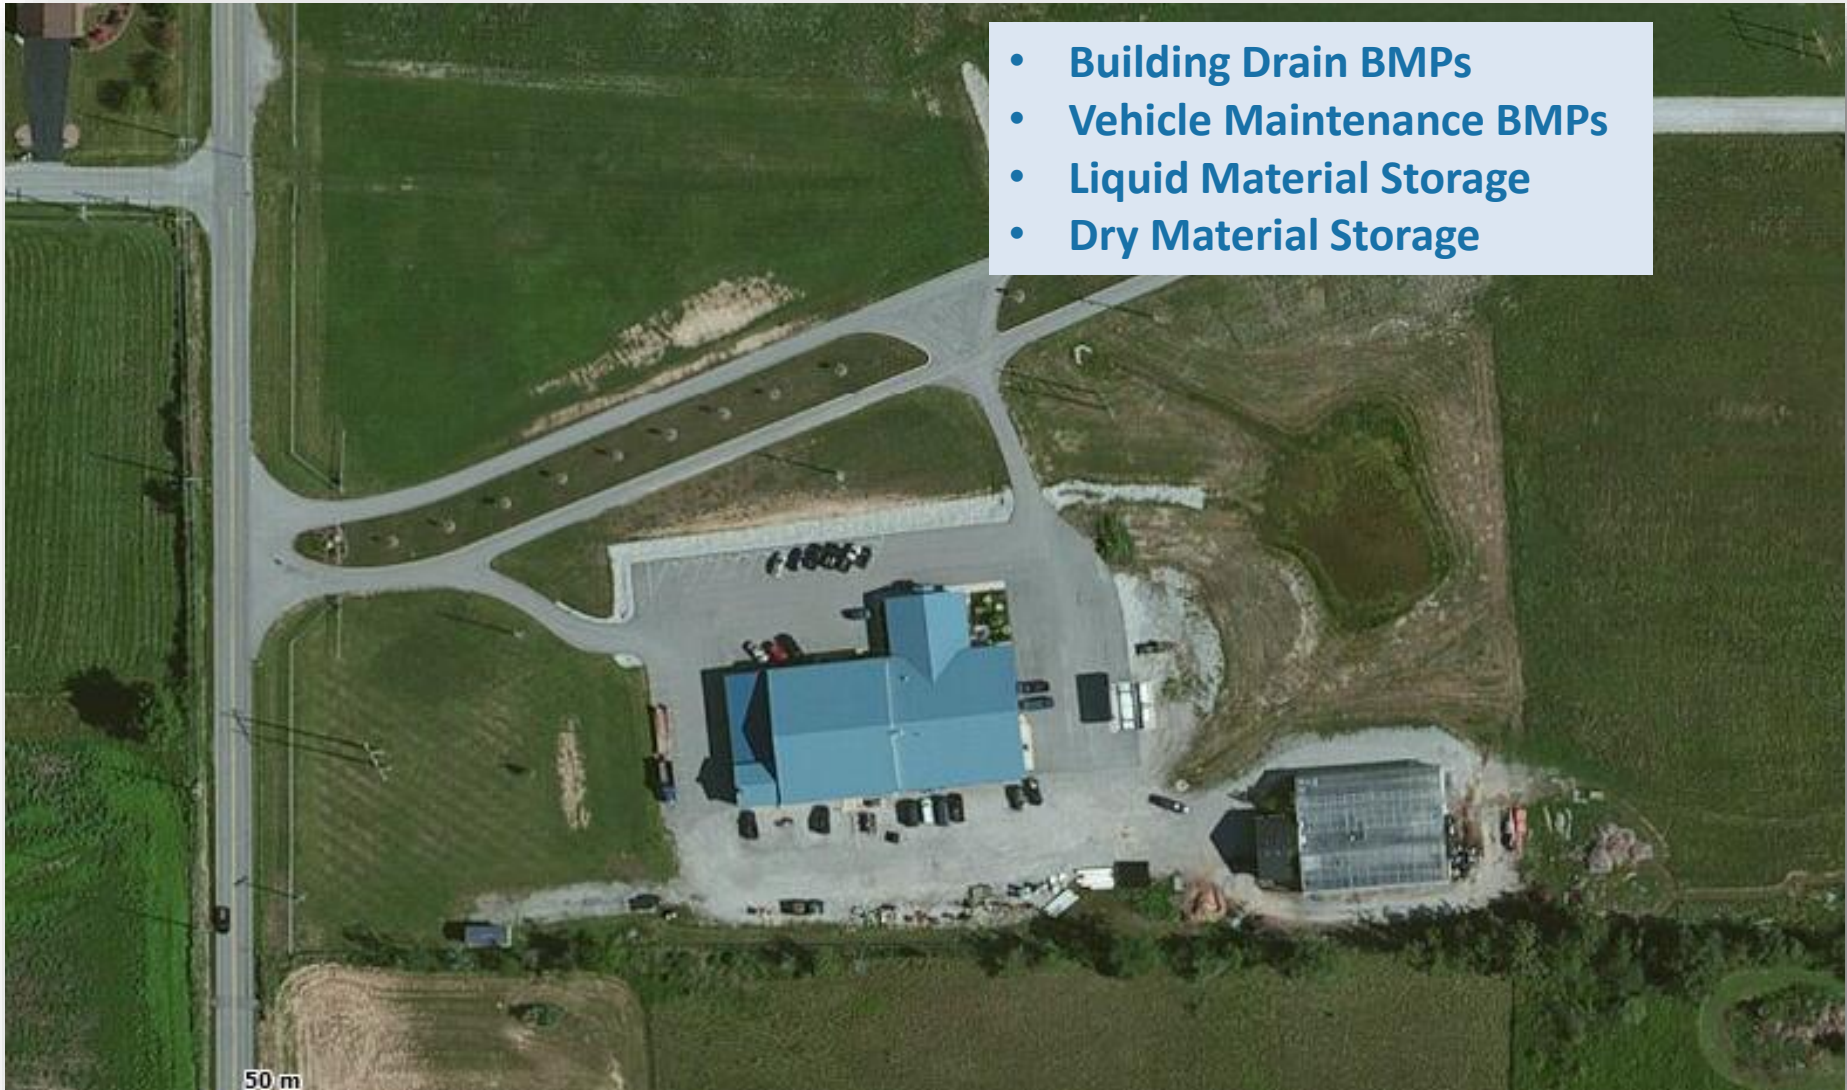 • Building Drain BMPs
• Vehicle Maintenance BMPs
• Liquid Material Storage
• Dry Material Storage
50 m